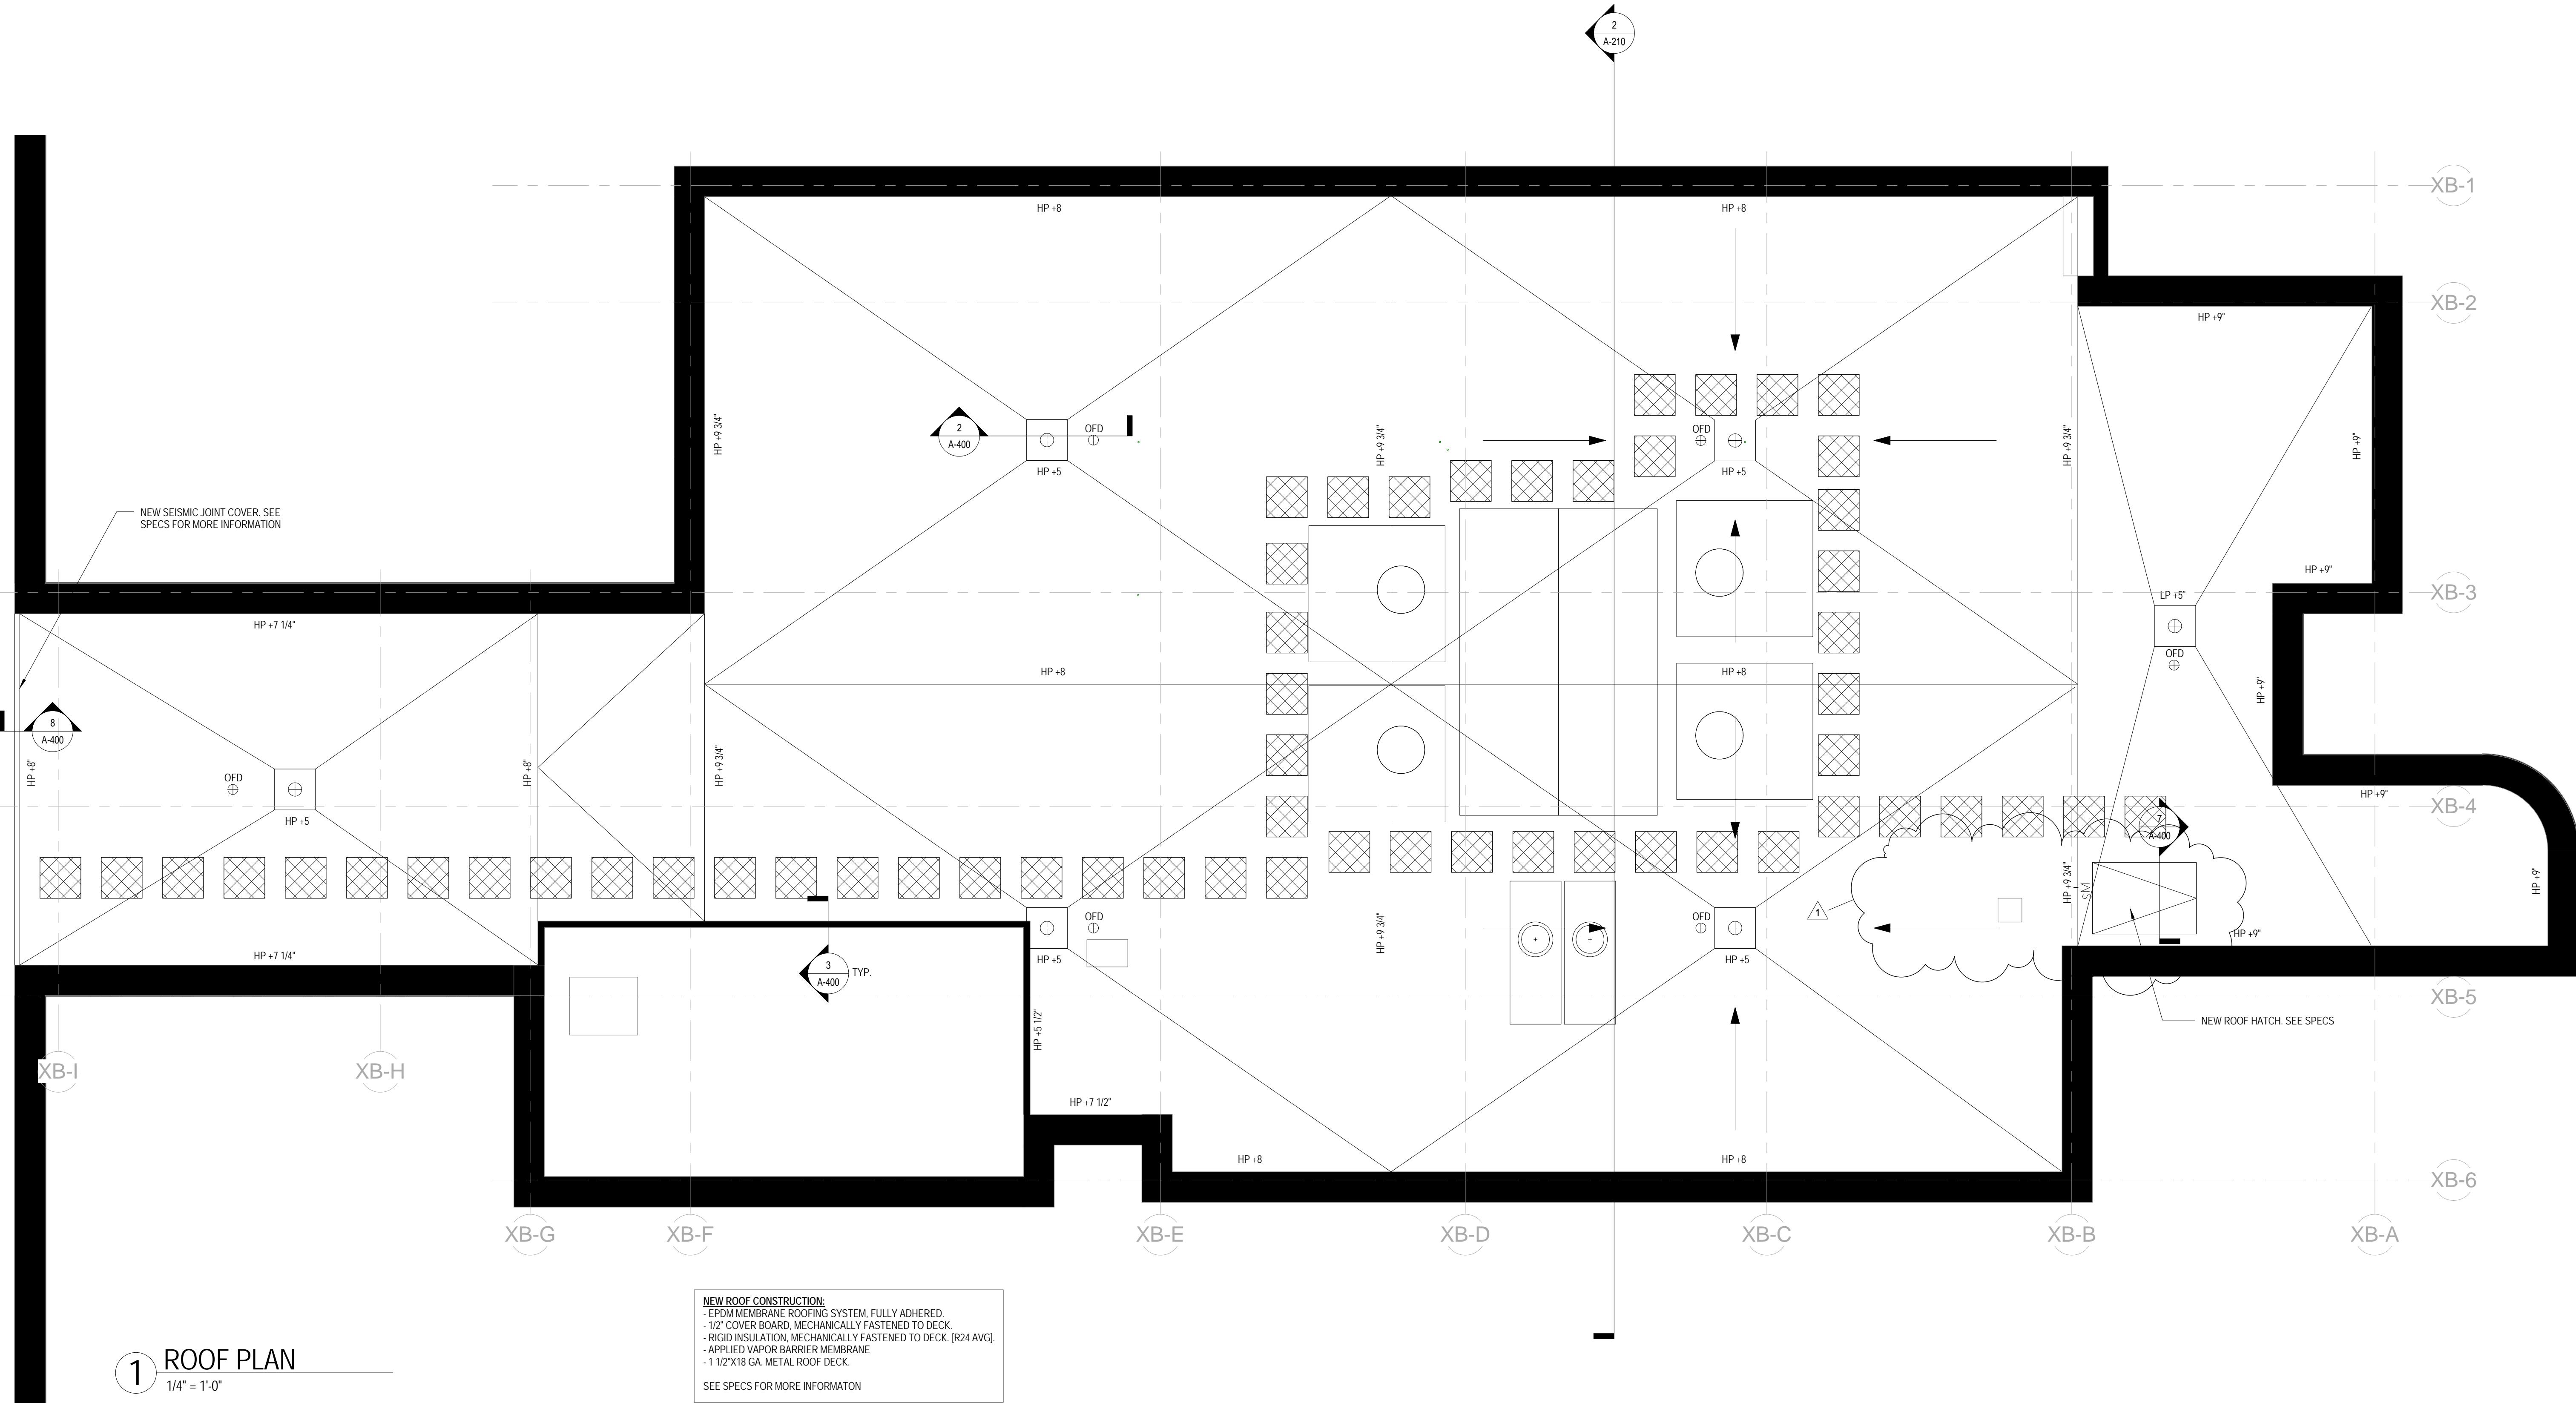 2
A-210
XB-1
HP +8
HP +8
XB-2
HP +9"
HP +9 3/4"
2
A-400
OFD
HP +5
HP +9 3/4"
OFD
HP +5
HP +9 3/4"
HP +9"
NEW SEISMIC JOINT COVER. SEE
SPECS FOR MORE INFORMATION
HP +9"
XB-3
LP +5"
OFD
HP +7 1/4"
HP +8
HP +8
HP +9"
8
A-400
HP +8"
OFD
HP +5
HP +8"
HP +9 3/4"
HP +9"
XB-4
7
A-400
HP +9 3/4"
SM
HP +9"
1
OFD
HP +5
HP +9 3/4"
OFD
HP +5
HP +9"
HP +7 1/4"
3
A-400
TYP.
XB-5
HP +5 1/2"
NEW ROOF HATCH. SEE SPECS
XB-I
XB-H
HP +7 1/2"
HP +8
HP +8
XB-6
XB-G
XB-F
XB-E
XB-D
XB-C
XB-B
XB-A
NEW ROOF CONSTRUCTION:
- EPDM MEMBRANE ROOFING SYSTEM, FULLY ADHERED.
- 1/2" COVER BOARD, MECHANICALLY FASTENED TO DECK.
- RIGID INSULATION, MECHANICALLY FASTENED TO DECK. [R24 AVG].
- APPLIED VAPOR BARRIER MEMBRANE
- 1 1/2"X18 GA. METAL ROOF DECK.
SEE SPECS FOR MORE INFORMATON
1
ROOF PLAN
1/4" = 1'-0"